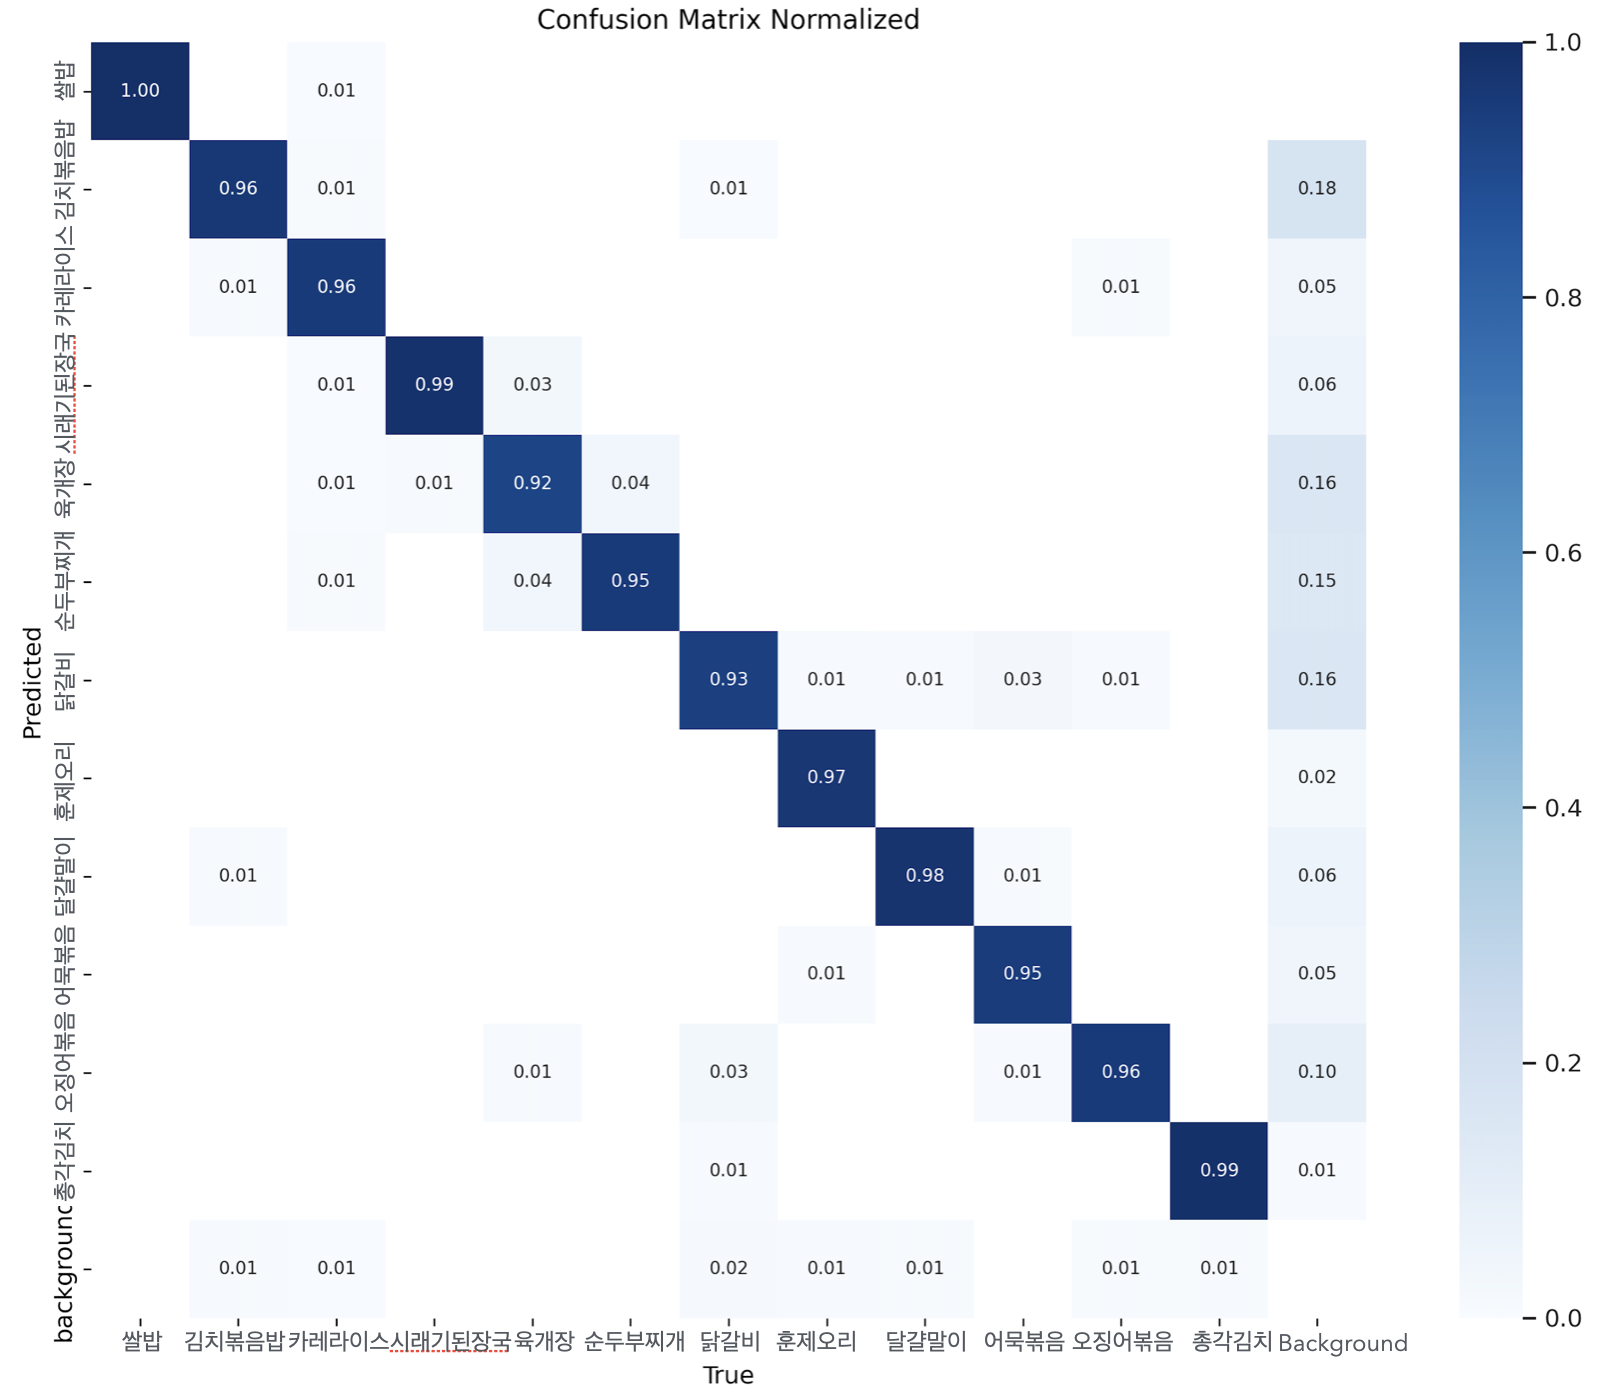 Confusion Matrix Normalized
쌀밥 1.00 0.01
김치볶음밥 0.96 0.01 0.01 0.18
카레라이스 0.01 0.96 0.01 0.05
시래기된장국 0.01 0.99 0.03 0.06
육개장 0.01 0.01 0.92 0.04 0.16
순두부찌개 0.01 0.04 0.95 0.15
닭갈비 0.93 0.01 0.01 0.03 0.01 0.16
훈제오리 0.97 0.02
달걀말이 0.01 0.98 0.01 0.06
어묵볶음 0.01 0.95 0.05
오징어볶음 0.01 0.03 0.01 0.96 0.10
총각김치 0.01 0.99 0.01
background 0.01 0.01 0.02 0.01 0.01 0.01 0.01
Predicted
쌀밥 김치볶음밥 카레라이스 시래기된장국 육개장 순두부찌개 닭갈비 훈제오리 달걀말이 어묵볶음 오징어볶음 총각김치 Background
True
1.0
0.8
0.6
0.4
0.2
0.0